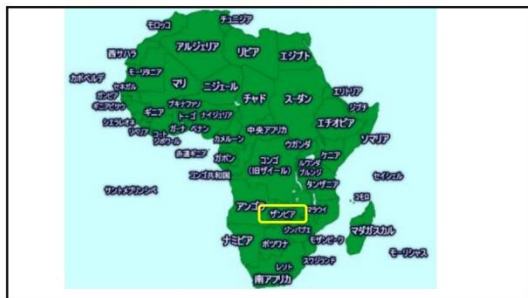 チュニジア
モロッコ
アルジェリア
リビア
エジプト
西サハラ
カボベルデ
モーリタニア
マリ
ニジェール
チャド
スーダン
エリトリア
セネガル
ガンビア
ギニアビサウ
ギニア
ブルキナファソ
ジブチ
シエラレオネ
リベリア
コートジボワール
ガーナ
トーゴ
ベナン
ナイジェリア
カメルーン
中央アフリカ
エチオピア
ソマリア
赤道ギニア
ガボン
コンゴ共和国
コンゴ
(旧ザイール)
ウガンダ
ケニア
ルワンダ
ブルンジ
タンザニア
セイシェル
サントメプリンシペ
アンゴラ
ザンビア
マラウイ
コモロ
ナミビア
ボツワナ
ジンバブエ
モザンビーク
マダガスカル
モーリシャス
スワジランド
レソト
南アフリカ